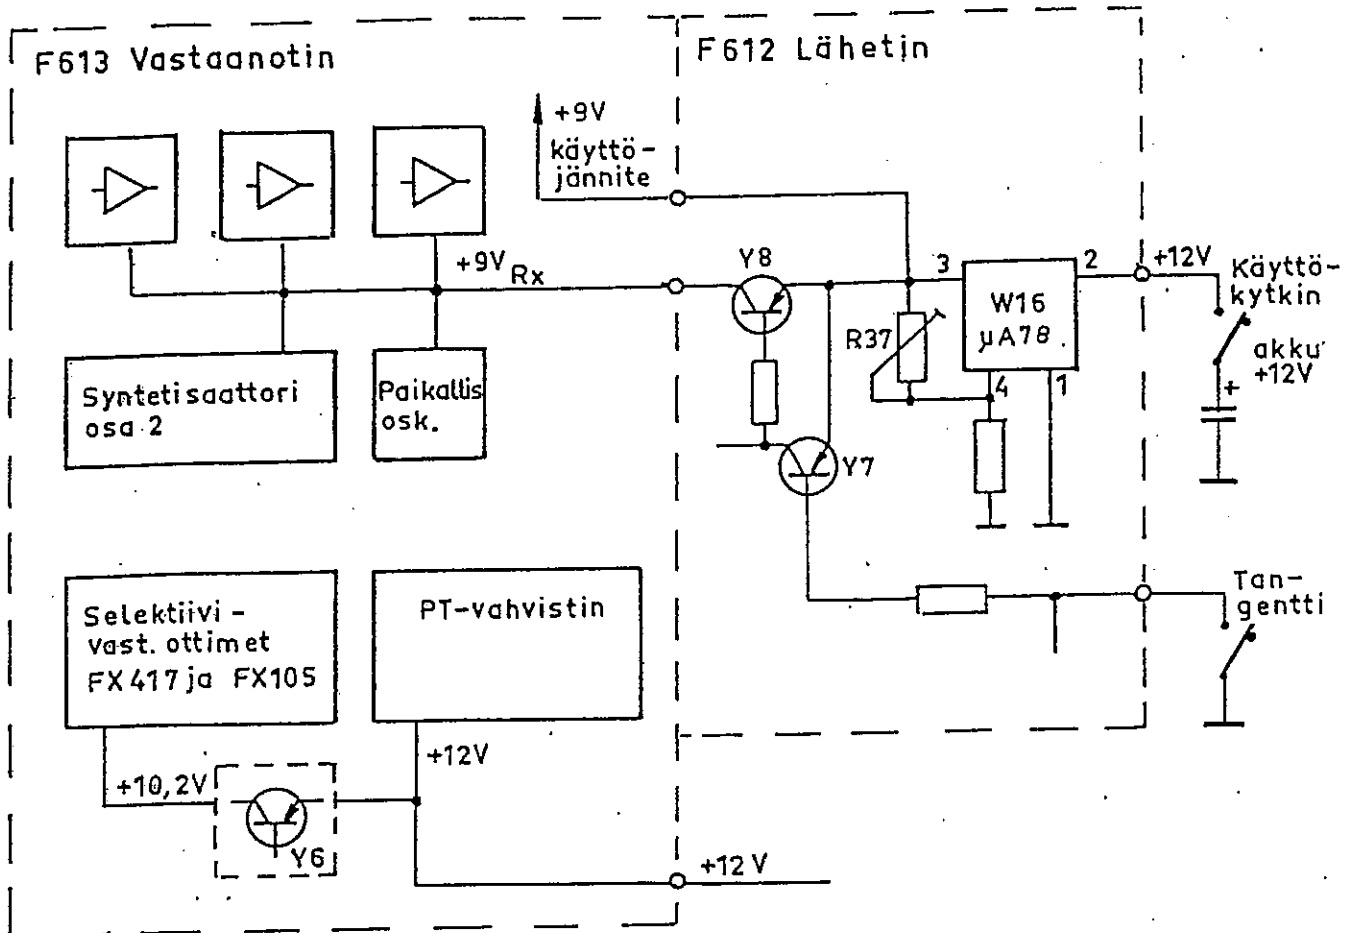 F613 Vastaanotin
F612 Lähetin
+9V
käyttö-
jännite
+9V Rx
Y8
3
2
+12V
Käyttö-
kytkin
W16
µA78
R37
4
1
akku
+12V
+
Syntetisaattori
osa 2
Paikallis
osk.
Y7
Selektiivi-
vast. ottimet
FX417 ja FX105
PT-vahvistin
Tan-
gentti
+12V
+10,2V
Y6
+12V